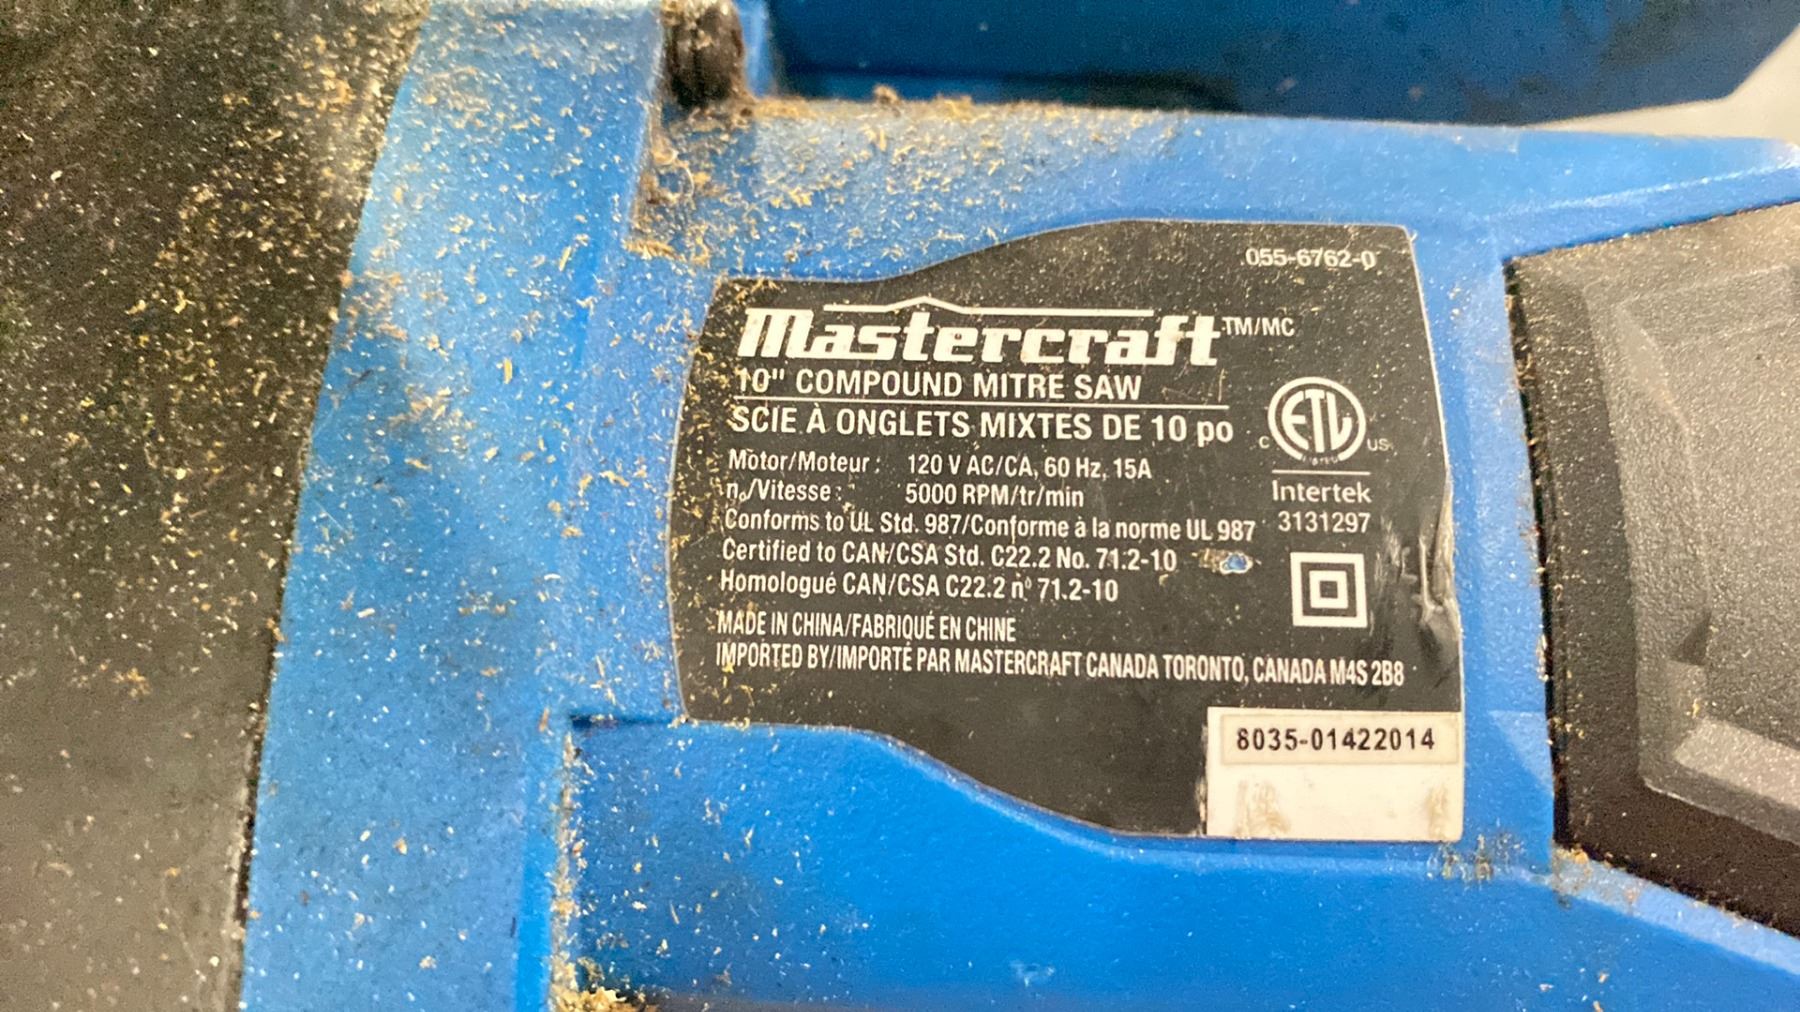 055-6762-0
Mastercraft TM/MC
10" COMPOUND MITRE SAW
SCIE À ONGLETS MIXTES DE 10 po
Motor/Moteur : 120 V AC/CA, 60 Hz, 15A
n₀/Vitesse : 5000 RPM/tr/min
Conforms to UL Std. 987/Conforme à la norme UL 987
Certified to CAN/CSA Std. C22.2 No. 71.2-10
Homologué CAN/CSA C22.2 nº 71.2-10
MADE IN CHINA/FABRIQUÉ EN CHINE
IMPORTED BY/IMPORTÉ PAR MASTERCRAFT CANADA TORONTO, CANADA M4S 2B8
C ETL US
LISTED
Intertek
3131297
8035-01422014